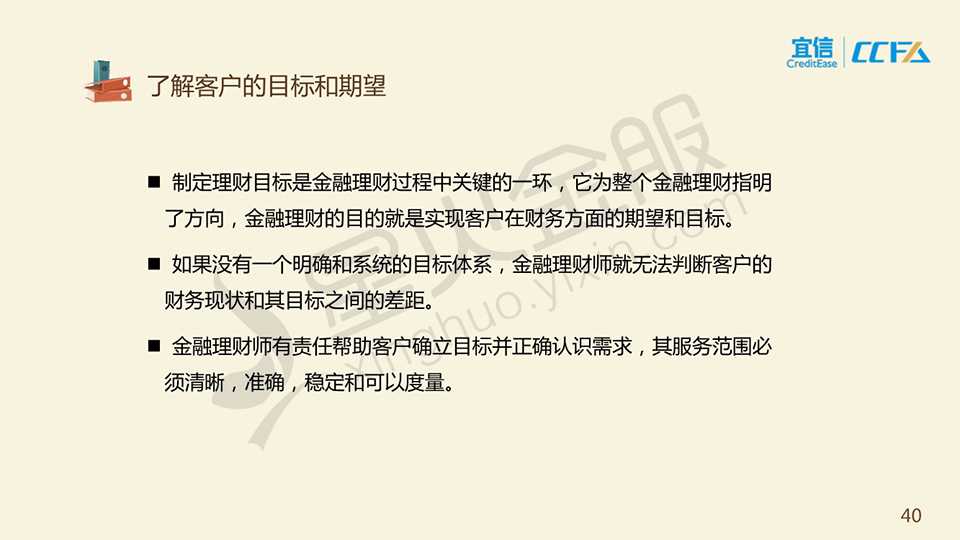 宜信
CreditEase
CCFA
了解客户的目标和期望
■ 制定理财目标是金融理财过程中关键的一环，它为整个金融理财指明
了方向，金融理财的目的就是实现客户在财务方面的期望和目标。
■ 如果没有一个明确和系统的目标体系，金融理财师就无法判断客户的
财务现状和其目标之间的差距。
■ 金融理财师有责任帮助客户确立目标并正确认识需求，其服务范围必
须清晰，准确，稳定和可以度量。
星火金服
xinghuo.yixin.com
40